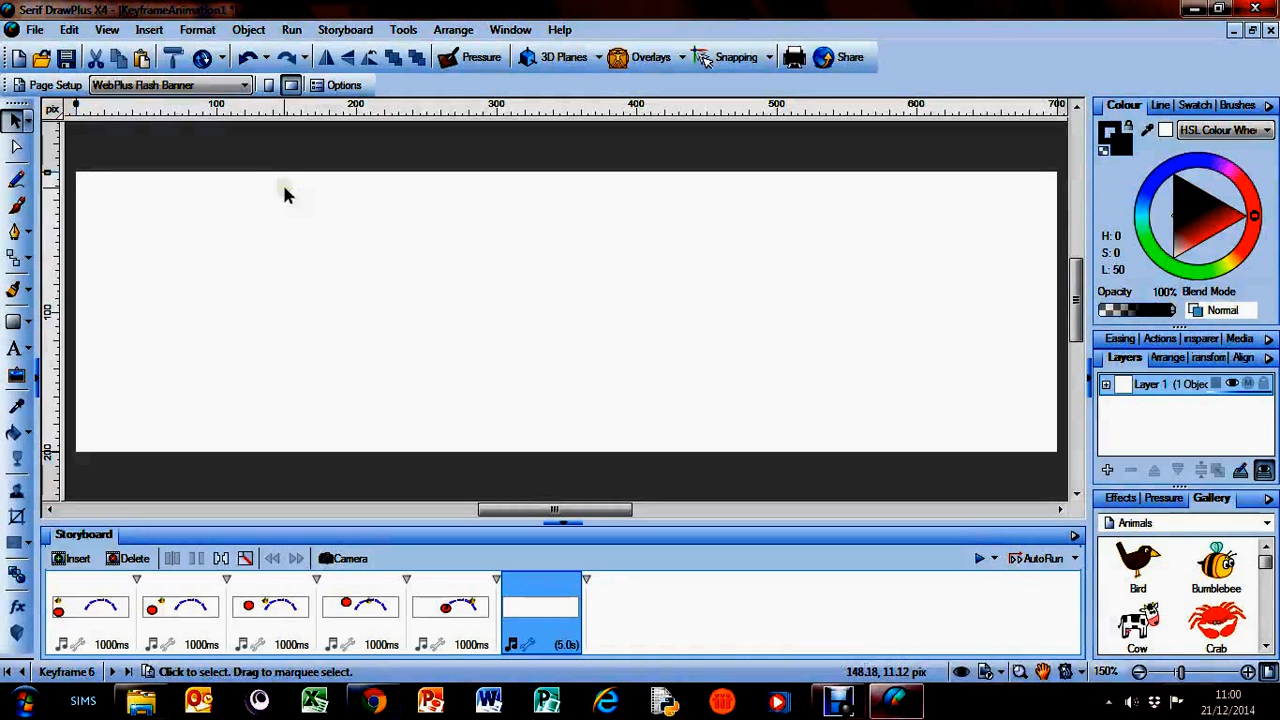 Serif DrawPlus X4 - [KeyframeAnimation1 *]
File Edit View Insert Format Object Run Storyboard Tools Arrange Window Help
Pressure 3D Planes Overlays Snapping Share
Page Setup WebPlus Flash Banner Options
pix 0 100 200 300 400 500 600 700
Colour Line Swatch Brushes
HSL Colour Whe
H: 0
S: 0
L: 50
Opacity 100% Blend Mode
Normal
100
200
Easing Actions nsparer Media
Layers Arrange ransfom Align
Layer 1 (1 Objec
Effects Pressure Gallery
Animals
Bird Bumblebee
Cow Crab
Storyboard
Insert Delete Camera AutoRun
1000ms 1000ms 1000ms 1000ms 1000ms (5.0s)
Keyframe 6 Click to select. Drag to marquee select. 148.18, 11.12 pix 150%
SIMS 11:00
21/12/2014